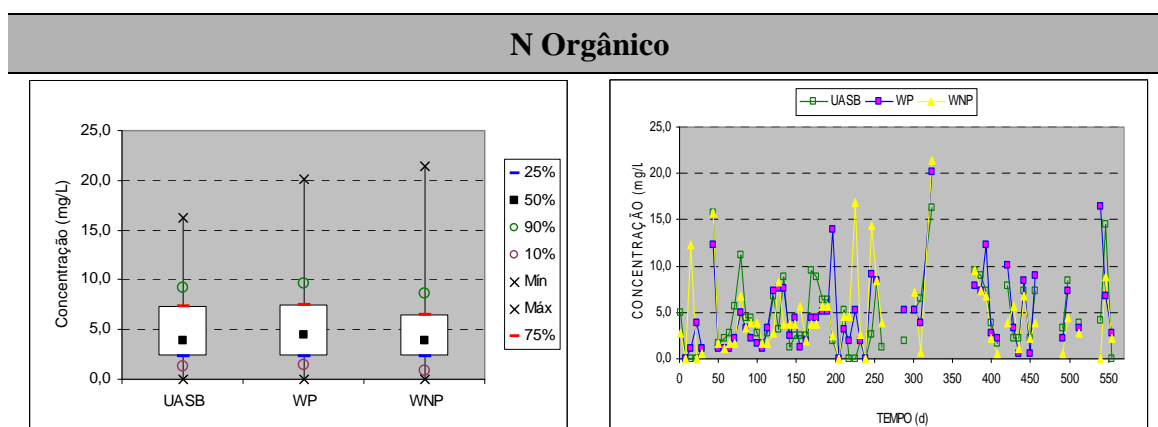 N Orgânico
Concentração (mg/L)
25,0
20,0
15,0
10,0
5,0
0,0
UASB WP WNP
25%
50%
90%
10%
Mín
Máx
75%
UASB WP WNP
CONCENTRAÇÃO (mg/L
25,0
20,0
15,0
10,0
5,0
0,0
0 50 100 150 200 250 300 350 400 450 500 550
TEMPO (d)